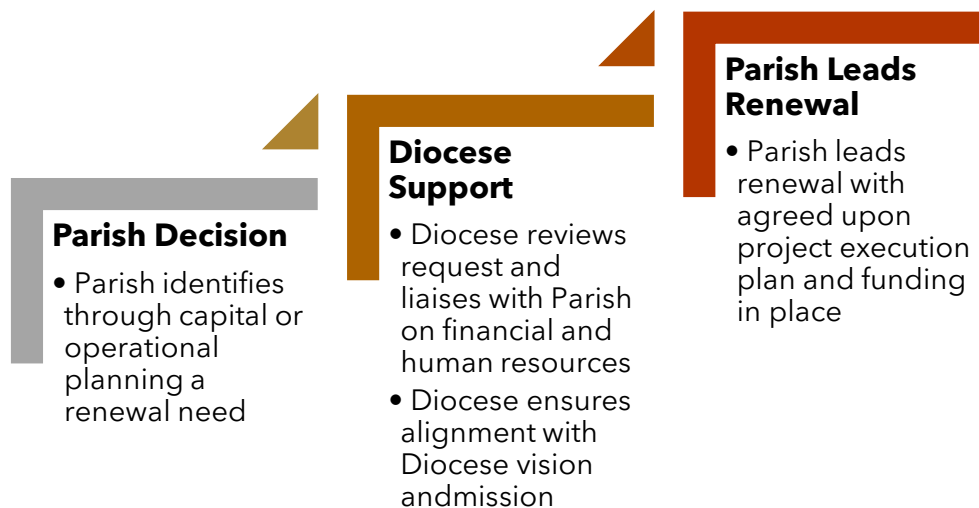 Parish Decision
• Parish identifies
through capital or
operational
planning a
renewal need
Diocese
Support
• Diocese reviews
request and
liaises with Parish
on financial and
human resources
• Diocese ensures
alignment with
Diocese vision
andmission
Parish Leads
Renewal
• Parish leads
renewal with
agreed upon
project execution
plan and funding
in place